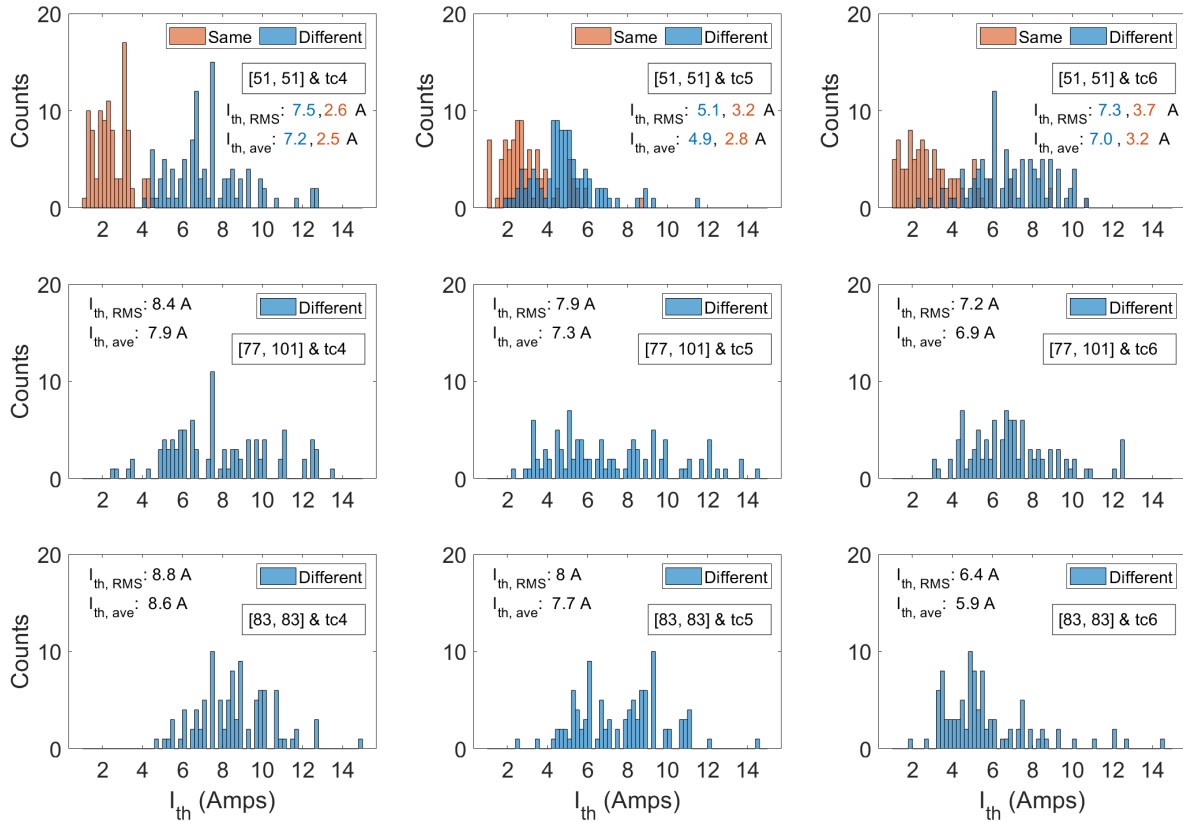 20
10
0
Counts
2 4 6 8 10 12 14
Same Different
[51, 51] & tc4
I_th, RMS: 7.5, 2.6 A
I_th, ave: 7.2, 2.5 A
20
10
0
Counts
2 4 6 8 10 12 14
Same Different
[51, 51] & tc5
I_th, RMS: 5.1, 3.2 A
I_th, ave: 4.9, 2.8 A
20
10
0
2 4 6 8 10 12 14
Same Different
[51, 51] & tc6
I_th, RMS: 7.3, 3.7 A
I_th, ave: 7.0, 3.2 A
20
10
0
Counts
2 4 6 8 10 12 14
I_th, RMS: 8.4 A
I_th, ave: 7.9 A
Different
[77, 101] & tc4
20
10
0
2 4 6 8 10 12 14
I_th, RMS: 7.9 A
I_th, ave: 7.3 A
Different
[77, 101] & tc5
20
10
0
2 4 6 8 10 12 14
I_th, RMS: 7.2 A
I_th, ave: 6.9 A
Different
[77, 101] & tc6
20
10
0
Counts
2 4 6 8 10 12 14
I_th (Amps)
I_th, RMS: 8.8 A
I_th, ave: 8.6 A
Different
[83, 83] & tc4
20
10
0
2 4 6 8 10 12 14
I_th (Amps)
I_th, RMS: 8 A
I_th, ave: 7.7 A
Different
[83, 83] & tc5
20
10
0
2 4 6 8 10 12 14
I_th (Amps)
I_th, RMS: 6.4 A
I_th, ave: 5.9 A
Different
[83, 83] & tc6